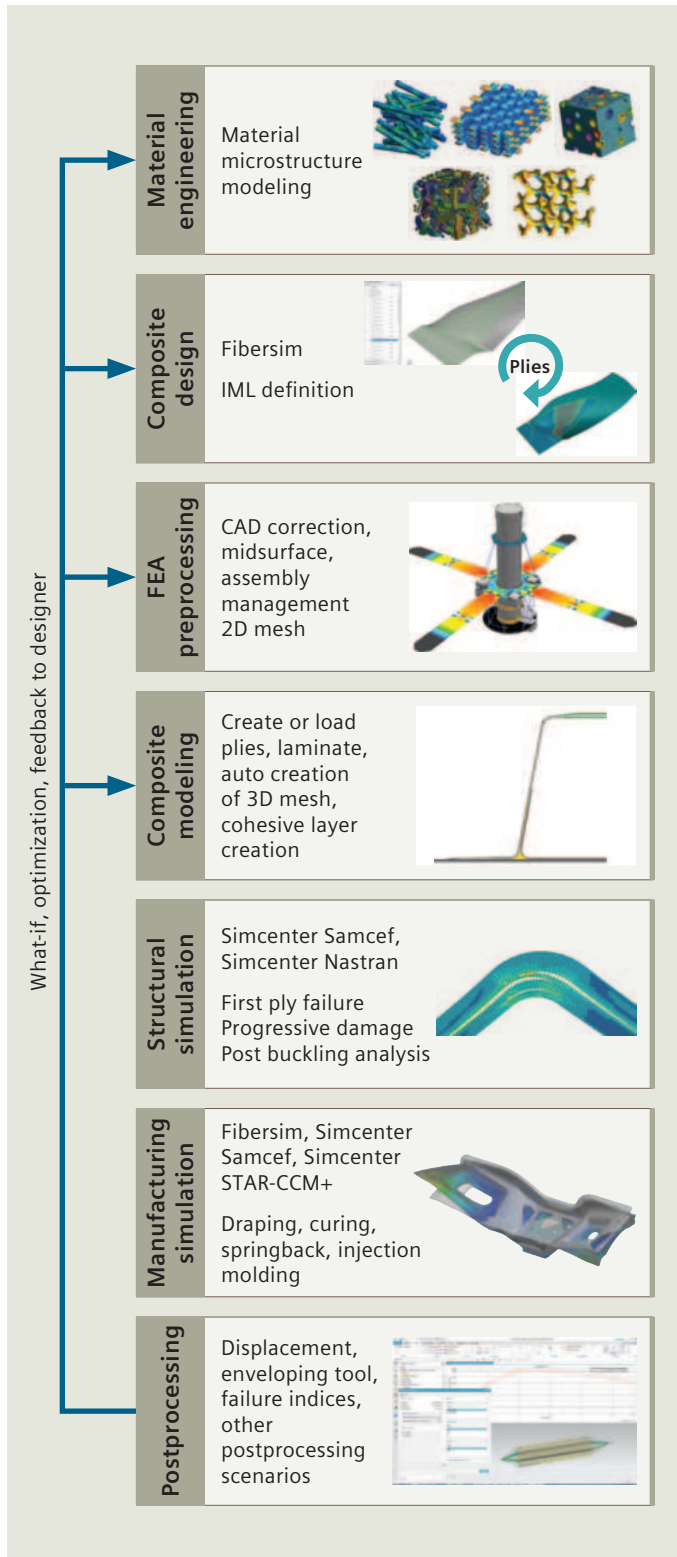 What-if, optimization, feedback to designer
Material
engineering
Material
microstructure
modeling
Composite
design
Fibersim
IML definition
Plies
FEA
preprocessing
CAD correction,
midsurface,
assembly
management
2D mesh
Composite
modeling
Create or load
plies, laminate,
auto creation
of 3D mesh,
cohesive layer
creation
Structural
simulation
Simcenter Samcef,
Simcenter Nastran
First ply failure
Progressive damage
Post buckling analysis
Manufacturing
simulation
Fibersim, Simcenter
Samcef, Simcenter
STAR-CCM+
Draping, curing,
springback, injection
molding
Postprocessing
Displacement,
enveloping tool,
failure indices,
other
postprocessing
scenarios